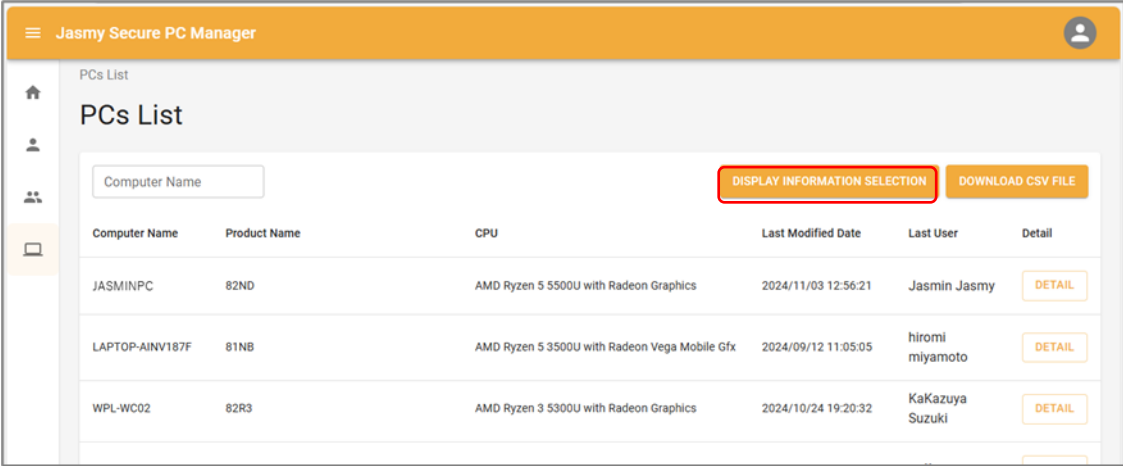 Jasmy Secure PC Manager
PCs List
PCs List
Computer Name
DISPLAY INFORMATION SELECTION
DOWNLOAD CSV FILE
Computer Name Product Name CPU Last Modified Date Last User Detail
JASMINPC 82ND AMD Ryzen 5 5500U with Radeon Graphics 2024/11/03 12:56:21 Jasmin Jasmy DETAIL
LAPTOP-AINV187F 81NB AMD Ryzen 5 3500U with Radeon Vega Mobile Gfx 2024/09/12 11:05:05 hiromi miyamoto DETAIL
WPL-WC02 82R3 AMD Ryzen 3 5300U with Radeon Graphics 2024/10/24 19:20:32 KaKazuya Suzuki DETAIL